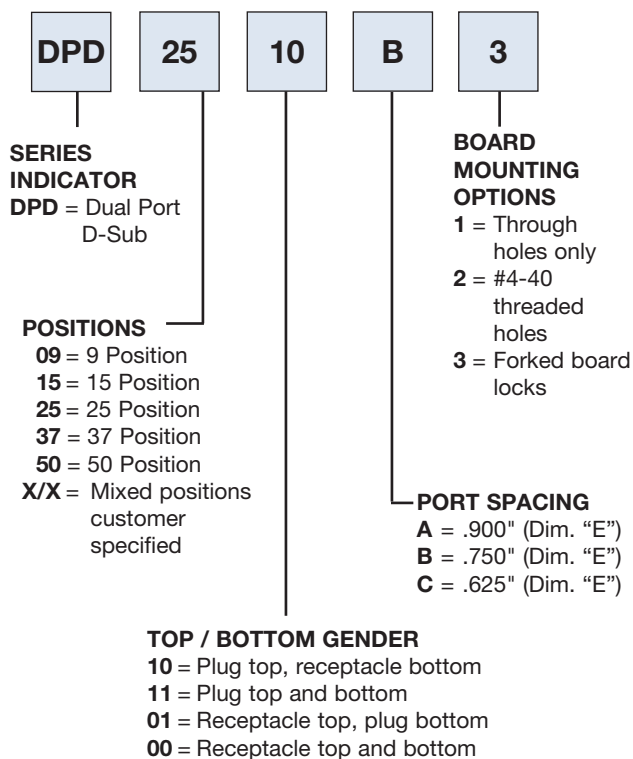 DPD 25 10 B 3
SERIES
INDICATOR
DPD = Dual Port
D-Sub
BOARD
MOUNTING
OPTIONS
1 = Through
holes only
2 = #4-40
threaded
holes
3 = Forked board
locks
POSITIONS
09 = 9 Position
15 = 15 Position
25 = 25 Position
37 = 37 Position
50 = 50 Position
X/X = Mixed positions
customer
specified
PORT SPACING
A = .900" (Dim. “E”)
B = .750" (Dim. “E”)
C = .625" (Dim. “E”)
TOP / BOTTOM GENDER
10 = Plug top, receptacle bottom
11 = Plug top and bottom
01 = Receptacle top, plug bottom
00 = Receptacle top and bottom